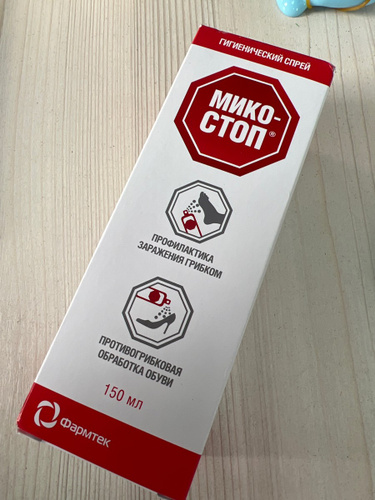 ГИГИЕНИЧЕСКИЙ СПРЕЙ
МИКО-
СТОП®
ПРОФИЛАКТИКА
ЗАРАЖЕНИЯ ГРИБКОМ
ПРОТИВОГРИБКОВАЯ
ОБРАБОТКА ОБУВИ
150 МЛ
Фармтек